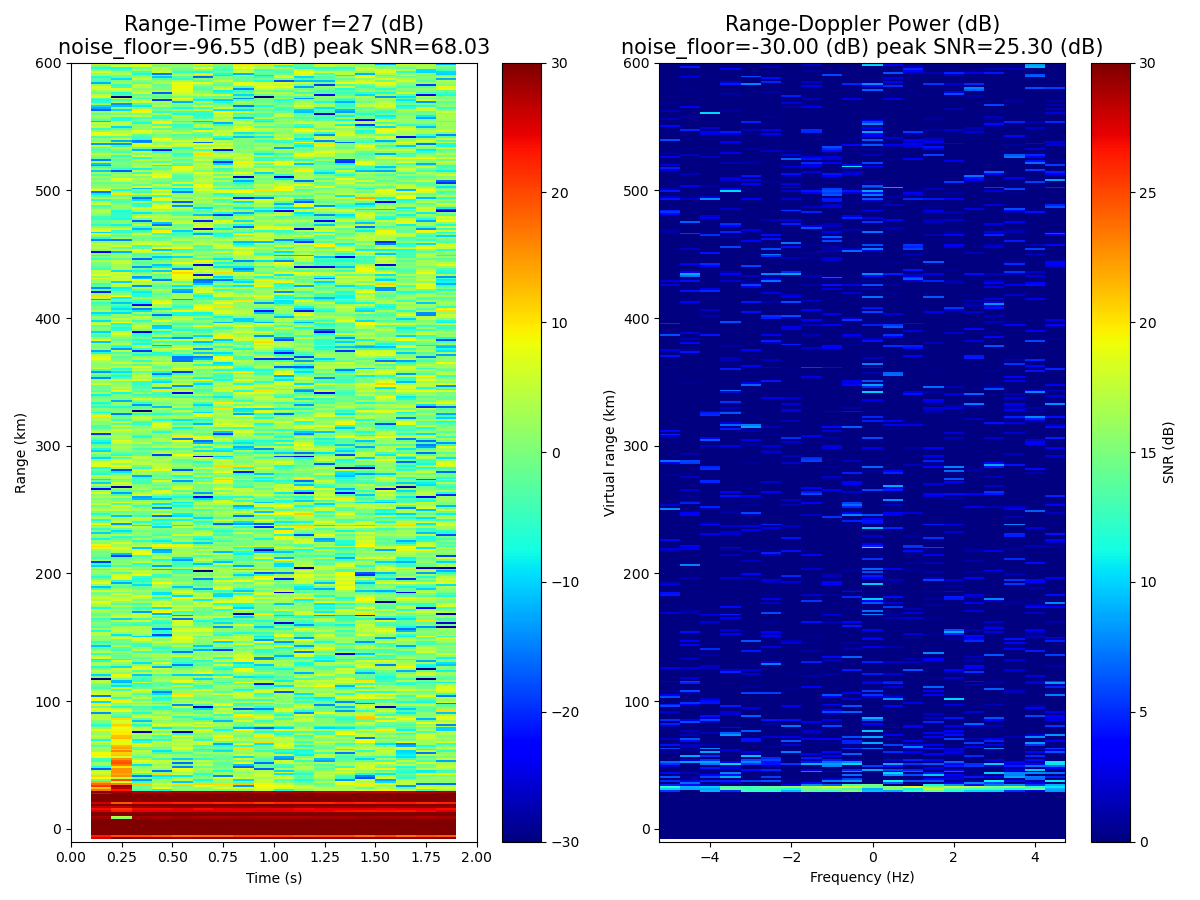 Range-Time Power f=27 (dB)
noise_floor=-96.55 (dB) peak SNR=68.03
600
500
400
300
200
100
0
Range (km)
0.00 0.25 0.50 0.75 1.00 1.25 1.50 1.75 2.00
Time (s)
30
20
10
0
−10
−20
−30
Range-Doppler Power (dB)
noise_floor=-30.00 (dB) peak SNR=25.30 (dB)
600
500
400
300
200
100
0
Virtual range (km)
−4 −2 0 2 4
Frequency (Hz)
30
25
20
15
10
5
0
SNR (dB)